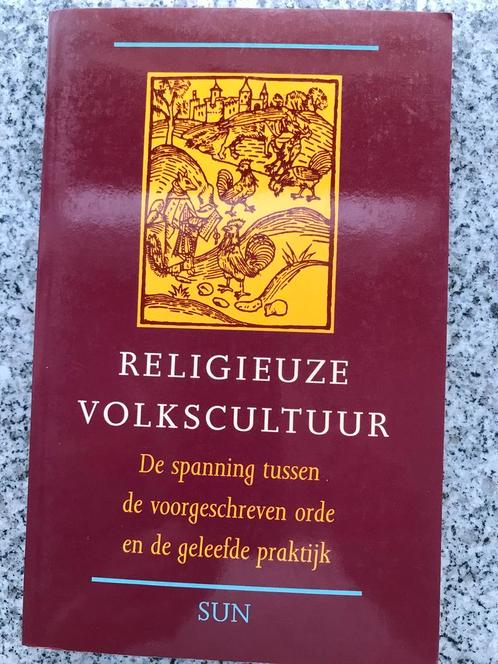 RELIGIEUZE
VOLKSCULTUUR
De spanning tussen
de voorgeschreven orde
en de geleefde praktijk
SUN